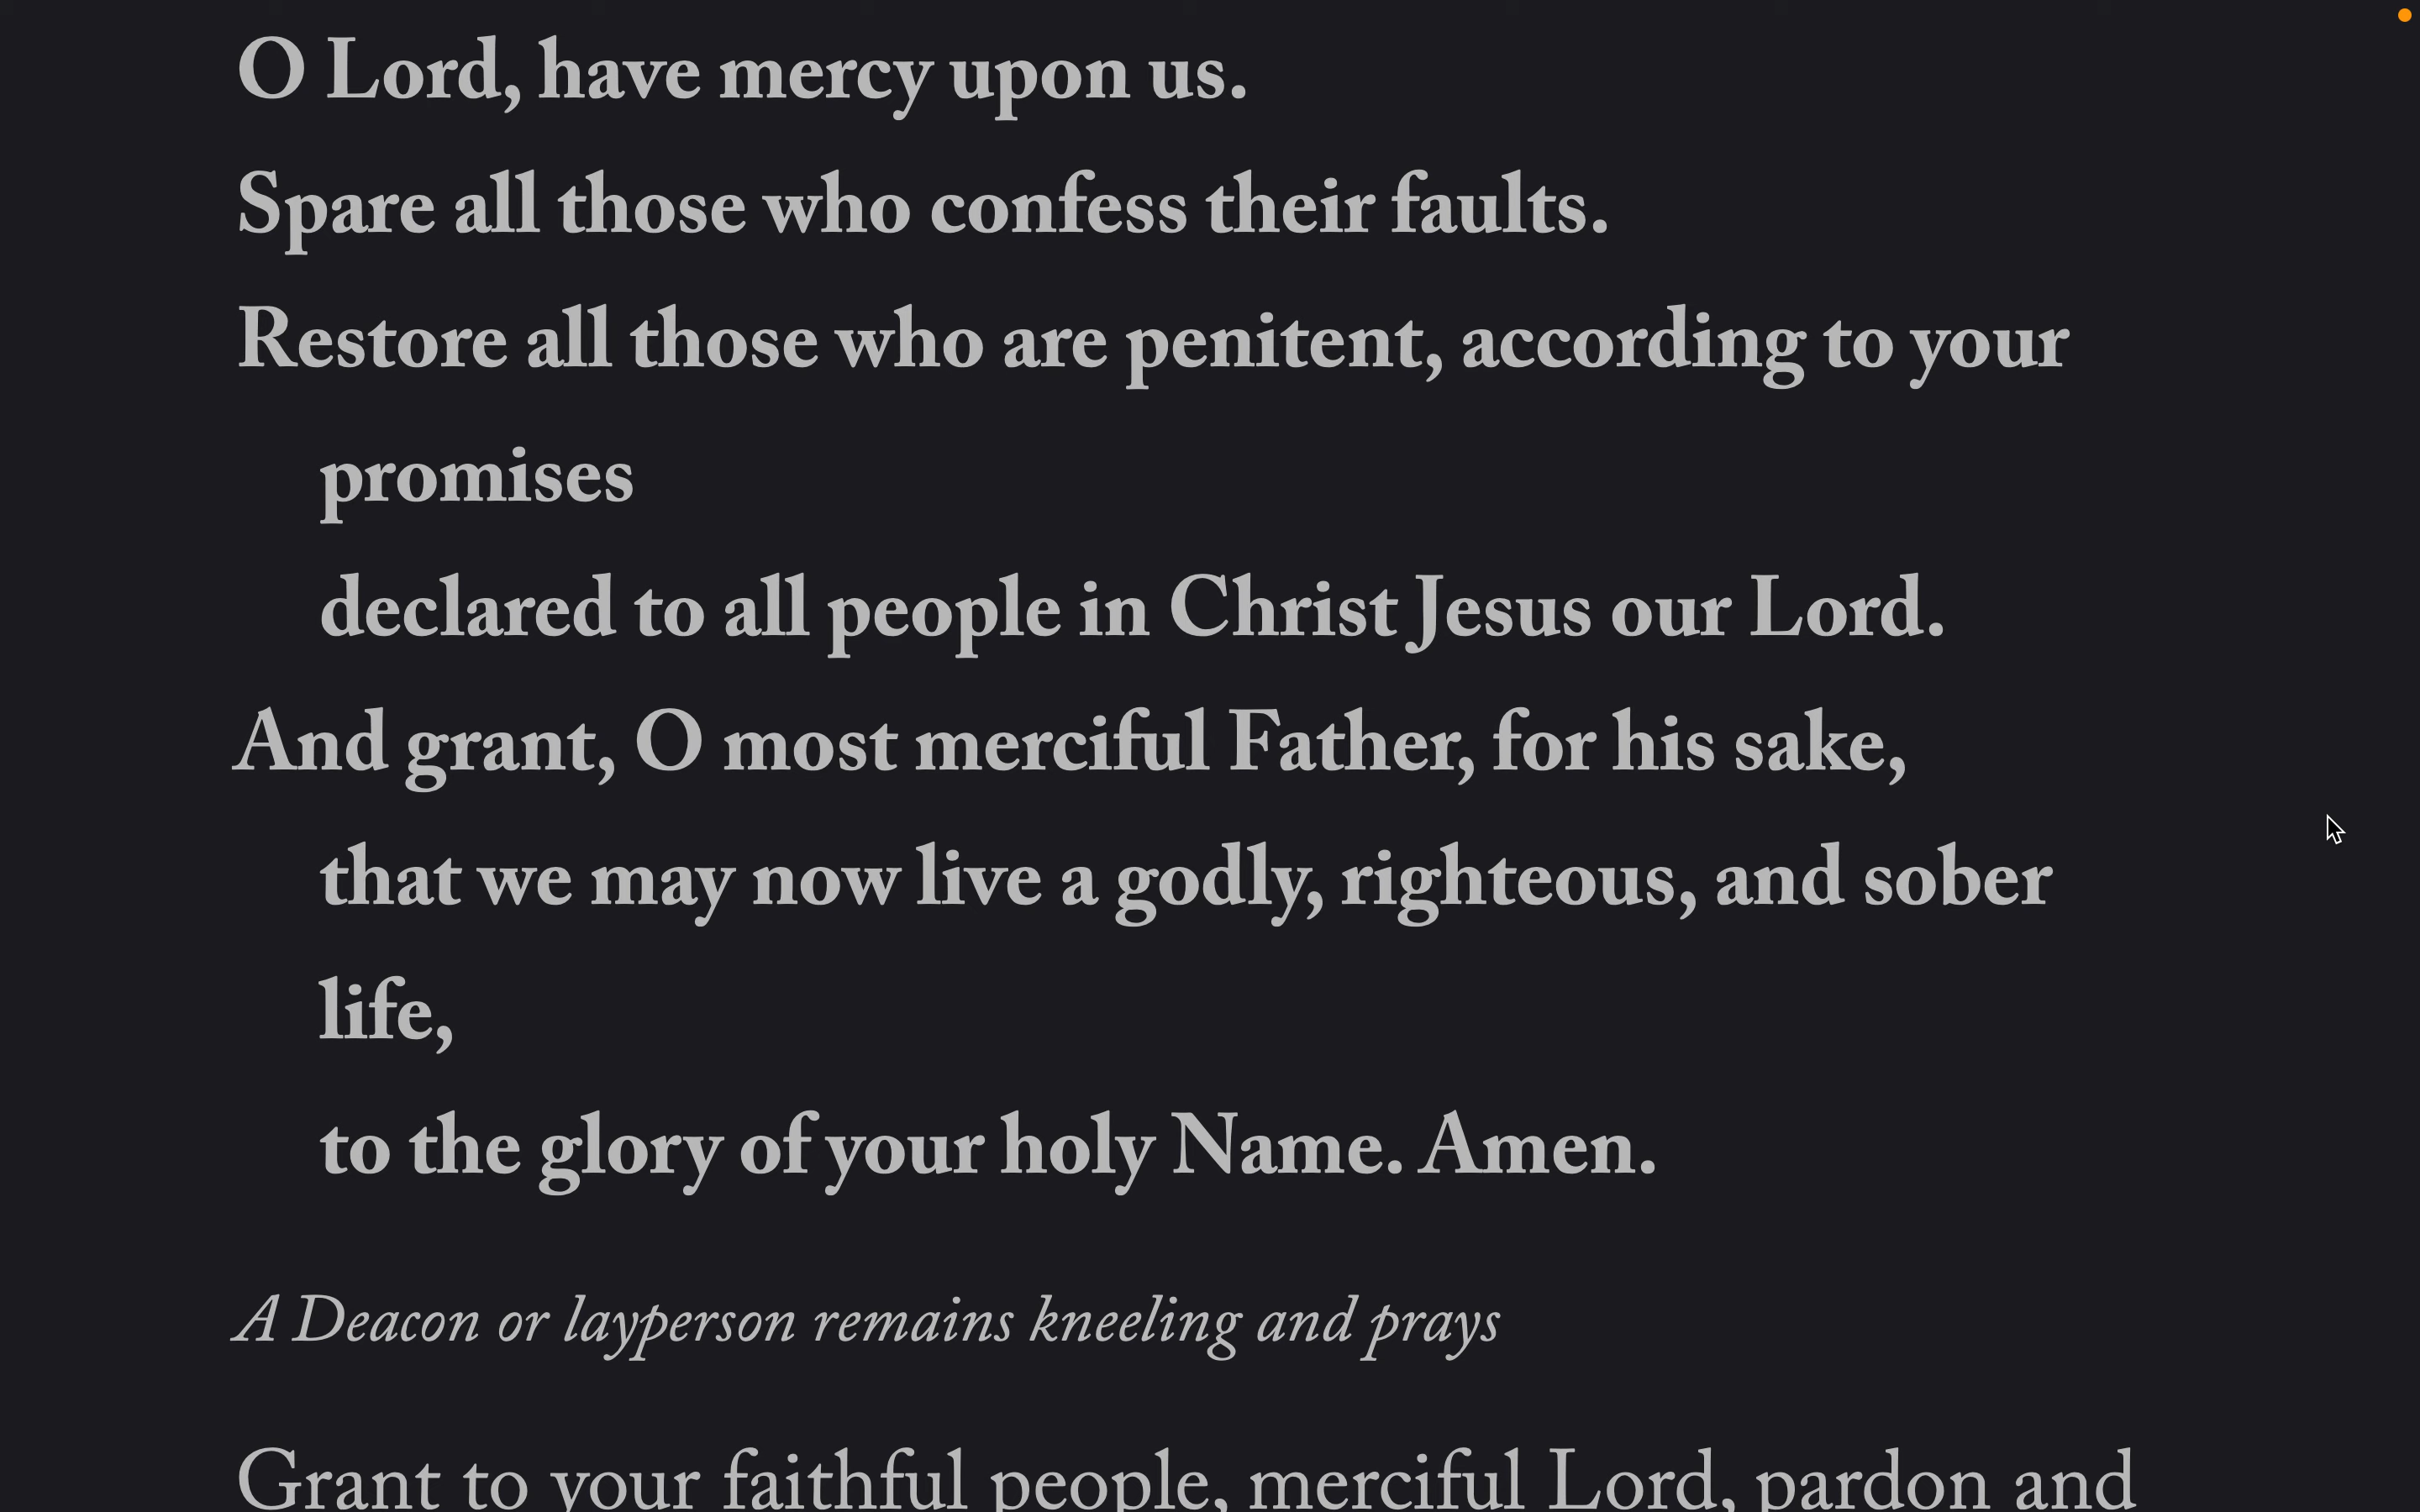 O Lord, have mercy upon us.
Spare all those who confess their faults.
Restore all those who are penitent, according to your
promises
declared to all people in Christ Jesus our Lord.
And grant, O most merciful Father, for his sake,
that we may now live a godly, righteous, and sober
life,
to the glory of your holy Name. Amen.
A Deacon or layperson remains kneeling and prays
Grant to your faithful people, merciful Lord, pardon and